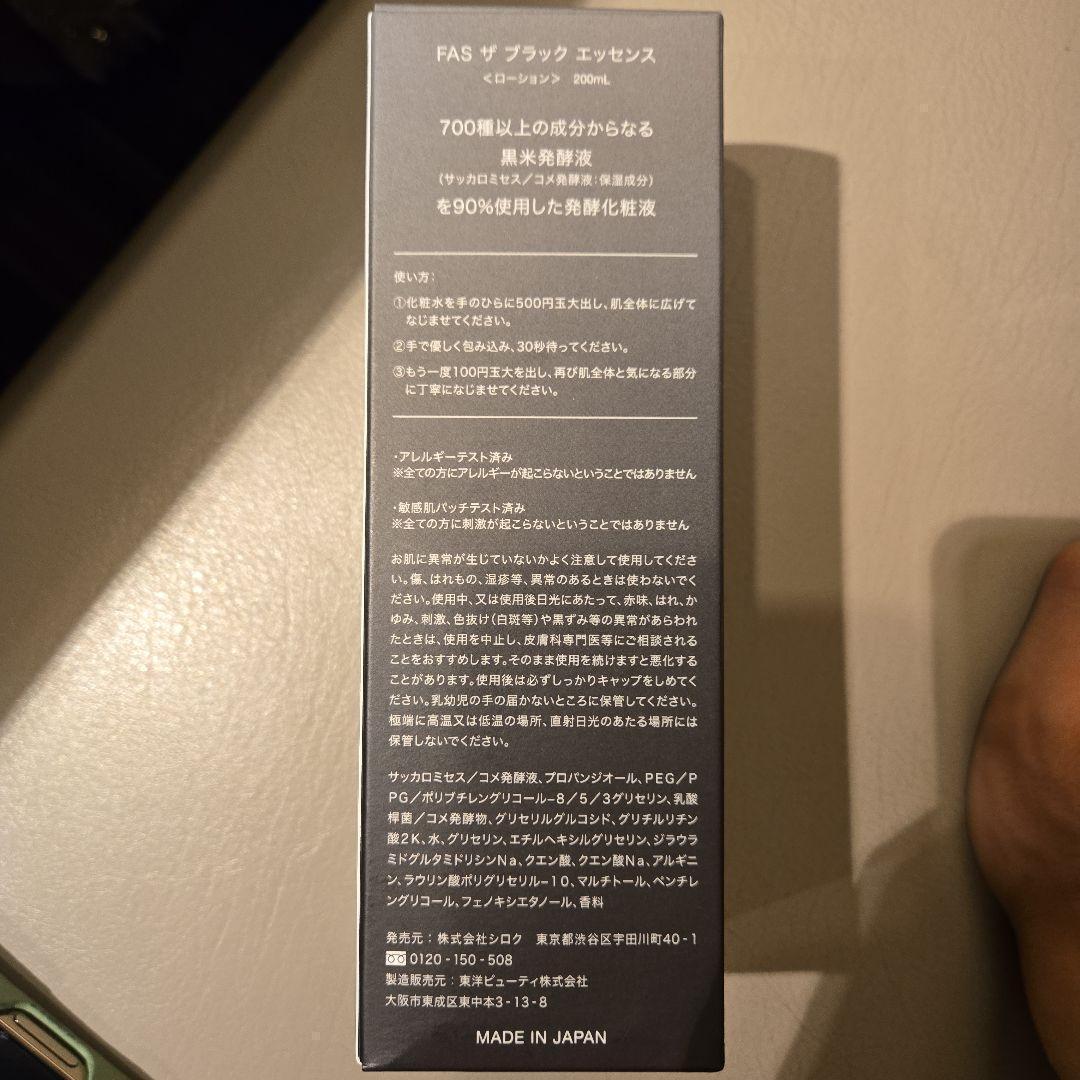 FAS ザ ブラック エッセンス
＜ローション＞ 200mL
700種以上の成分からなる
黒米発酵液
(サッカロミセス／コメ発酵液：保湿成分)
を90%使用した発酵化粧液
使い方：
①化粧水を手のひらに500円玉大出し、肌全体に広げて
なじませてください。
②手で優しく包み込み、30秒待ってください。
③もう一度100円玉大を出し、再び肌全体と気になる部分
に丁寧になじませてください。
・アレルギーテスト済み
※全ての方にアレルギーが起こらないということではありません
・敏感肌パッチテスト済み
※全ての方に刺激が起こらないということではありません
お肌に異常が生じていないかよく注意して使用してくださ
い。傷、はれもの、湿疹等、異常のあるときは使わないでく
ださい。使用中、又は使用後日光にあたって、赤味、はれ、か
ゆみ、刺激、色抜け(白斑等)や黒ずみ等の異常があらわれ
たときは、使用を中止し、皮膚科専門医等にご相談される
ことをおすすめします。そのまま使用を続けますと悪化する
ことがあります。使用後は必ずしっかりキャップをしめてく
ださい。乳幼児の手の届かないところに保管してください。
極端に高温又は低温の場所、直射日光のあたる場所には
保管しないでください。
サッカロミセス／コメ発酵液、プロパンジオール、PEG／P
PG／ポリブチレングリコール-8／5／3グリセリン、乳酸
桿菌／コメ発酵物、グリセリルグルコシド、グリチルリチン
酸2K、水、グリセリン、エチルヘキシルグリセリン、ジラウラ
ミドグルタミドリシンNa、クエン酸、クエン酸Na、アルギニ
ン、ラウリン酸ポリグリセリル-10、マルチトール、ペンチレ
ングリコール、フェノキシエタノール、香料
発売元：株式会社シロク 東京都渋谷区宇田川町40-1
0120-150-508
製造販売元：東洋ビューティ株式会社
大阪市東成区東中本3-13-8
MADE IN JAPAN